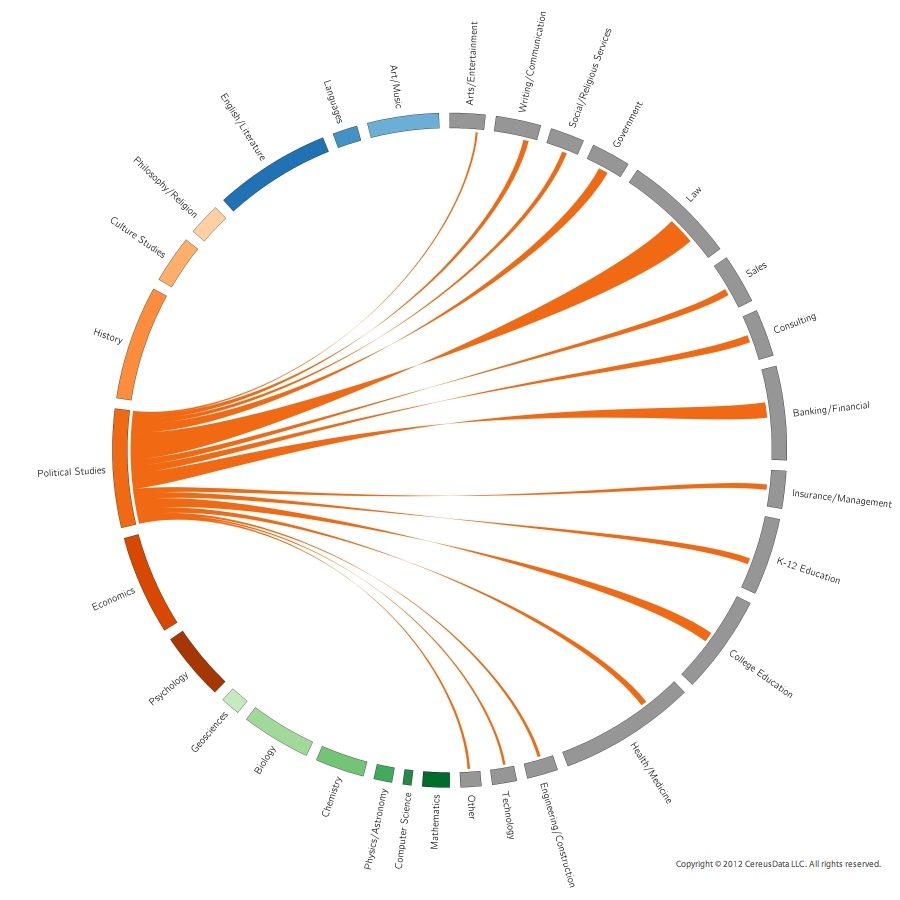 Arts/Entertainment
Writing/Communication
Social/Religious Services
Government
Law
Sales
Consulting
Banking/Financial
Insurance/Management
K-12 Education
College Education
Health/Medicine
Engineering/Construction
Technology
Other
Mathematics
Computer Science
Physics/Astronomy
Chemistry
Biology
Geosciences
Psychology
Economics
Political Studies
History
Culture Studies
Philosophy/Religion
English/Literature
Languages
Art/Music
Copyright © 2012 CereusData LLC. All rights reserved.